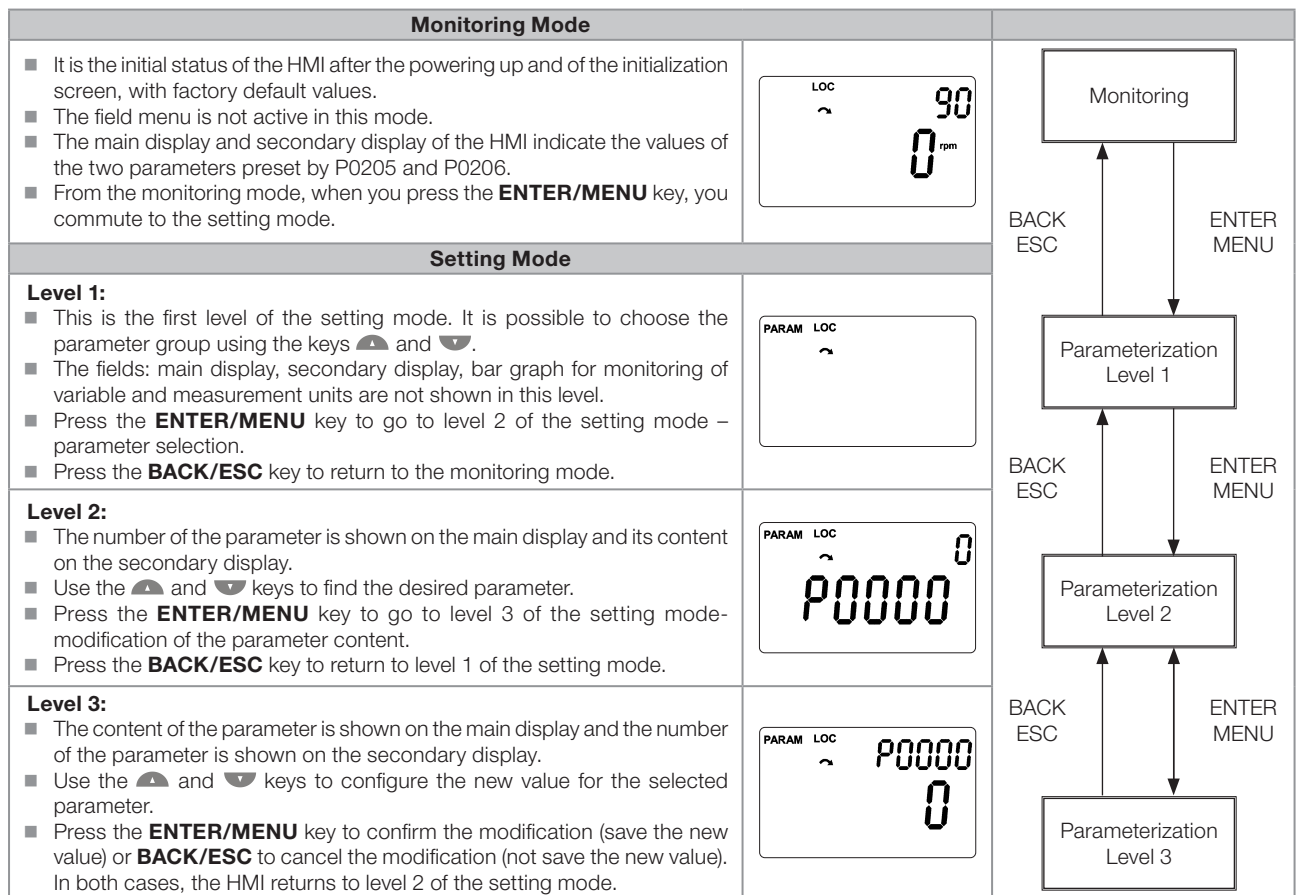 Monitoring Mode
■ It is the initial status of the HMI after the powering up and of the initialization
screen, with factory default values.
■ The field menu is not active in this mode.
■ The main display and secondary display of the HMI indicate the values of
the two parameters preset by P0205 and P0206.
■ From the monitoring mode, when you press the ENTER/MENU key, you
commute to the setting mode.
LOC
90
0 rpm
Setting Mode
Level 1:
■ This is the first level of the setting mode. It is possible to choose the
parameter group using the keys and .
■ The fields: main display, secondary display, bar graph for monitoring of
variable and measurement units are not shown in this level.
■ Press the ENTER/MENU key to go to level 2 of the setting mode –
parameter selection.
■ Press the BACK/ESC key to return to the monitoring mode.
PARAM LOC
Level 2:
■ The number of the parameter is shown on the main display and its content
on the secondary display.
■ Use the and keys to find the desired parameter.
■ Press the ENTER/MENU key to go to level 3 of the setting mode-
modification of the parameter content.
■ Press the BACK/ESC key to return to level 1 of the setting mode.
PARAM LOC
0
P0000
Level 3:
■ The content of the parameter is shown on the main display and the number
of the parameter is shown on the secondary display.
■ Use the and keys to configure the new value for the selected
parameter.
■ Press the ENTER/MENU key to confirm the modification (save the new
value) or BACK/ESC to cancel the modification (not save the new value).
In both cases, the HMI returns to level 2 of the setting mode.
PARAM LOC
P0000
0
Monitoring
BACK
ESC
ENTER
MENU
Parameterization
Level 1
BACK
ESC
ENTER
MENU
Parameterization
Level 2
BACK
ESC
ENTER
MENU
Parameterization
Level 3